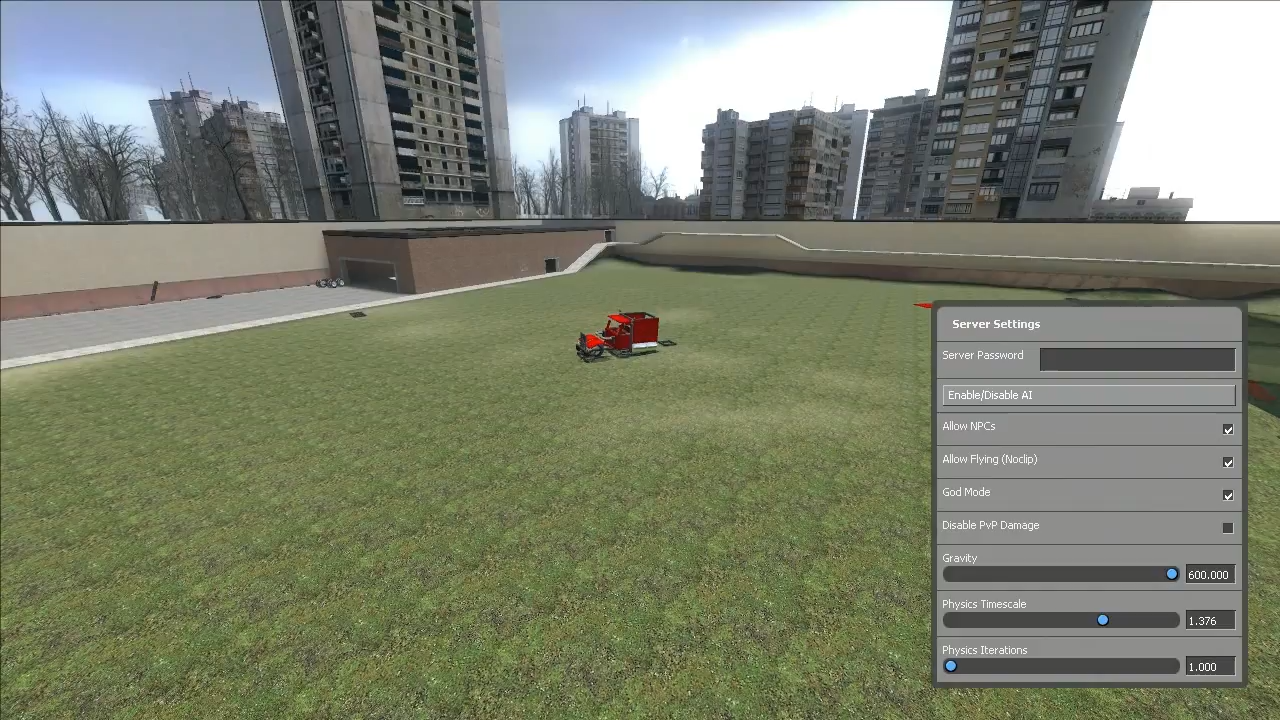 Server Settings
Server Password
Enable/Disable AI
Allow NPCs
Allow Flying (Noclip)
God Mode
Disable PvP Damage
Gravity
600.000
Physics Timescale
1.376
Physics Iterations
1.000